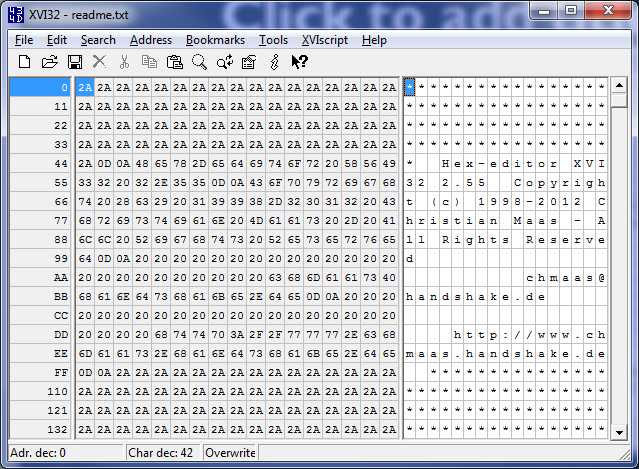 Click to add
XVI32 - readme.txt
File Edit Search Address Bookmarks Tools XVIscript Help
0 2A 2A 2A 2A 2A 2A 2A 2A 2A 2A 2A 2A 2A 2A 2A 2A 2A * * * * * * * * * * * * * * * * *
11 2A 2A 2A 2A 2A 2A 2A 2A 2A 2A 2A 2A 2A 2A 2A 2A 2A * * * * * * * * * * * * * * * * *
22 2A 2A 2A 2A 2A 2A 2A 2A 2A 2A 2A 2A 2A 2A 2A 2A 2A * * * * * * * * * * * * * * * * *
33 2A 2A 2A 2A 2A 2A 2A 2A 2A 2A 2A 2A 2A 2A 2A 2A 2A * * * * * * * * * * * * * * * * *
44 2A 0D 0A 48 65 78 2D 65 64 69 74 6F 72 20 58 56 49 * Hex-editor XVI
55 33 32 20 32 2E 35 35 0D 0A 43 6F 70 79 72 69 67 68 32 2.55 Copyrigh
66 74 20 28 63 29 20 31 39 39 38 2D 32 30 31 32 20 43 t (c) 1998-2012 C
77 68 72 69 73 74 69 61 6E 20 4D 61 61 73 20 2D 20 41 hristian Maas - A
88 6C 6C 20 52 69 67 68 74 73 20 52 65 73 65 72 76 65 ll Rights Reserve
99 64 0D 0A 20 20 20 20 20 20 20 20 20 20 20 20 20 20 d
AA 20 20 20 20 20 20 20 20 20 20 63 68 6D 61 61 73 40 chmaas@
BB 68 61 6E 64 73 68 61 6B 65 2E 64 65 0D 0A 20 20 20 handshake.de
CC 20 20 20 20 20 20 20 20 20 20 20 20 20 20 20 20 20
DD 20 20 20 20 68 74 74 70 3A 2F 2F 77 77 77 2E 63 68 http://www.ch
EE 6D 61 61 73 2E 68 61 6E 64 73 68 61 6B 65 2E 64 65 maas.handshake.de
FF 0D 0A 2A 2A 2A 2A 2A 2A 2A 2A 2A 2A 2A 2A 2A 2A 2A * * * * * * * * * * * * * * *
110 2A 2A 2A 2A 2A 2A 2A 2A 2A 2A 2A 2A 2A 2A 2A 2A 2A * * * * * * * * * * * * * * * * *
121 2A 2A 2A 2A 2A 2A 2A 2A 2A 2A 2A 2A 2A 2A 2A 2A 2A * * * * * * * * * * * * * * * * *
132 2A 2A 2A 2A 2A 2A 2A 2A 2A 2A 2A 2A 2A 2A 2A 2A 2A * * * * * * * * * * * * * * * * *
Adr. dec: 0 Char dec: 42 Overwrite